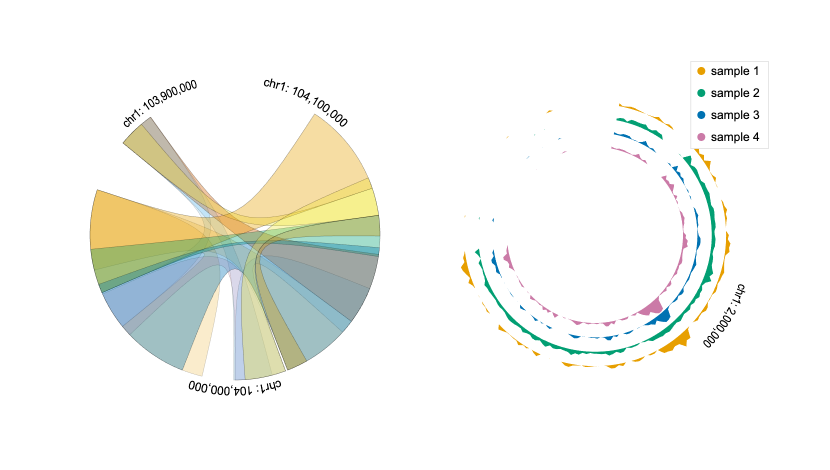 chr1: 103,900,000
chr1: 104,100,000
chr1: 104,000,000
sample 1
sample 2
sample 3
sample 4
chr1: 2,000,000